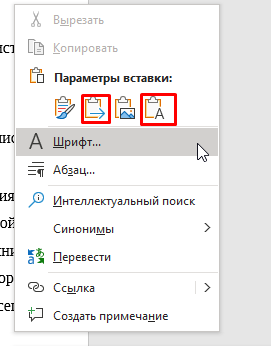 Вырезать
Копировать
Параметры вставки:
A
A Шрифт...
Абзац...
Интеллектуальный поиск
Синонимы
Перевести
Ссылка
Создать примечание